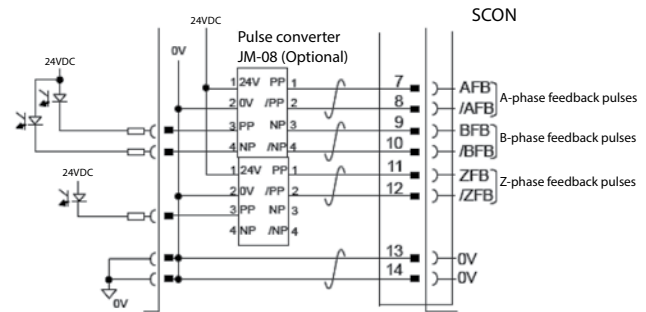 SCON
24VDC
Pulse converter
JM-08 (Optional)
24VDC
0V
1 24V PP 1 7 AFB
A-phase feedback pulses
2 0V /PP 2 8 /AFB
3 PP NP 3 9 BFB
B-phase feedback pulses
4 NP /NP 4 10 /BFB
24VDC
1 24V PP 1 11 ZFB
Z-phase feedback pulses
2 0V /PP 2 12 /ZFB
3 PP NP 3
4 NP /NP 4
13 0V
14 0V
0V